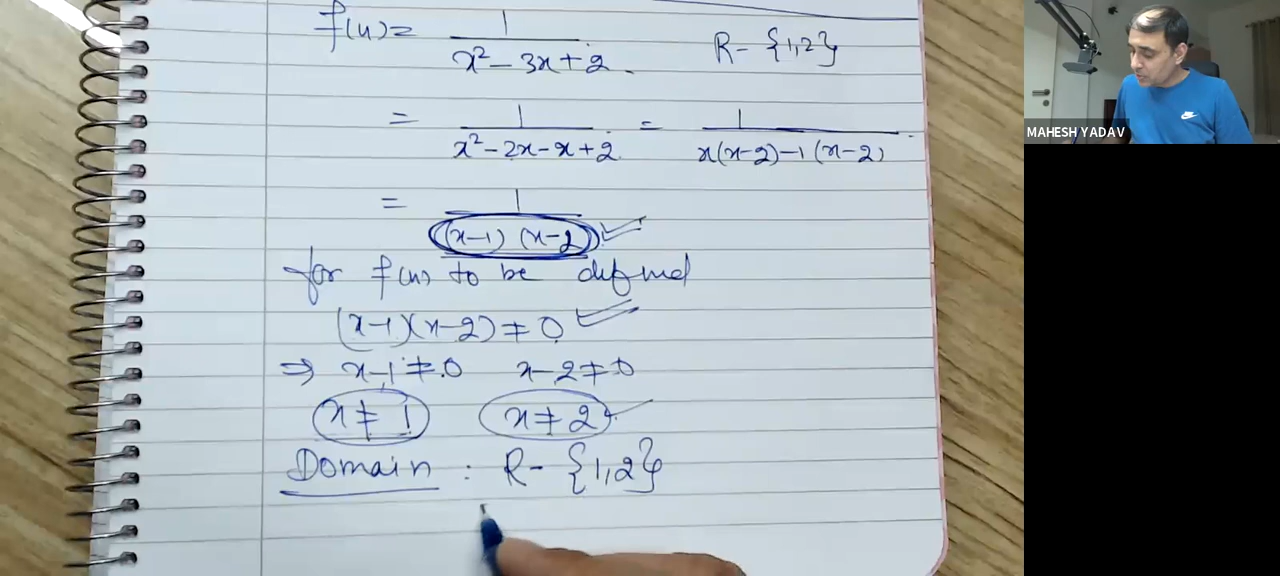 f(x) = 1/(x² - 3x + 2) R - {1,2}
= 1/(x² - 2x - x + 2) = 1/(x(x-2) - 1(x-2))
= 1/((x-1) (x-2))
for f(x) to be defined
(x-1)(x-2) ≠ 0
⇒ x-1 ≠ 0 x-2 ≠ 0
x ≠ 1 x ≠ 2
Domain : R - {1,2}
MAHESH YADAV